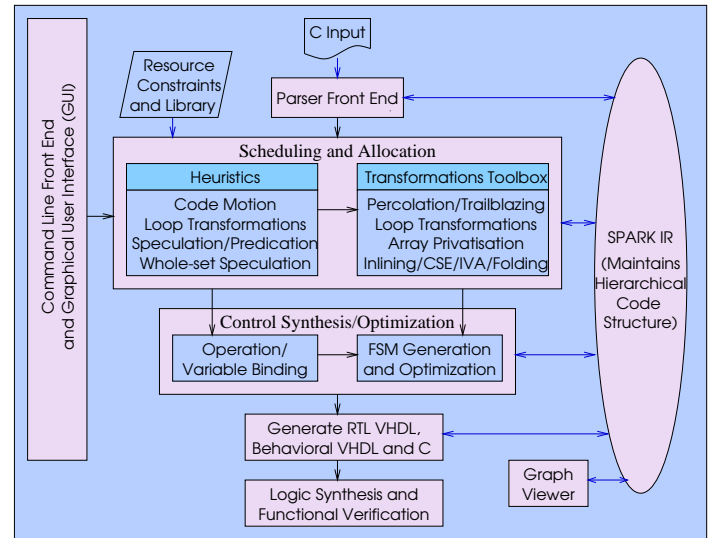 C Input
Resource
Constraints
and Library
Parser Front End
Command Line Front End
and Graphical User Interface (GUI)
Scheduling and Allocation
Heuristics
Code Motion
Loop Transformations
Speculation/Predication
Whole-set Speculation
Transformations Toolbox
Percolation/Trailblazing
Loop Transformations
Array Privatisation
Inlining/CSE/IVA/Folding
SPARK IR
(Maintains
Hierarchical
Code
Structure)
Control Synthesis/Optimization
Operation/
Variable Binding
FSM Generation
and Optimization
Generate RTL VHDL,
Behavioral VHDL and C
Graph
Viewer
Logic Synthesis and
Functional Verification